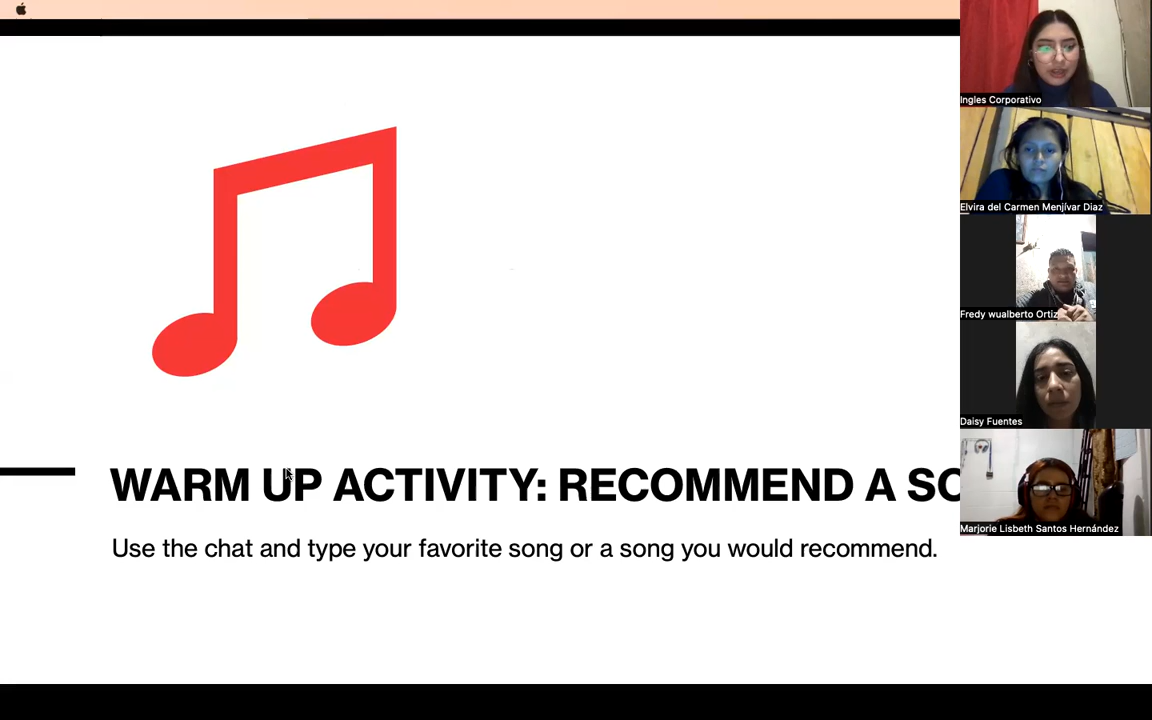 Ingles Corporativo
Elvira del Carmen Menjívar Diaz
Fredy wualberto Ortiz
Daisy Fuentes
Marjorie Lisbeth Santos Hernández
WARM UP ACTIVITY: RECOMMEND A SO
Use the chat and type your favorite song or a song you would recommend.